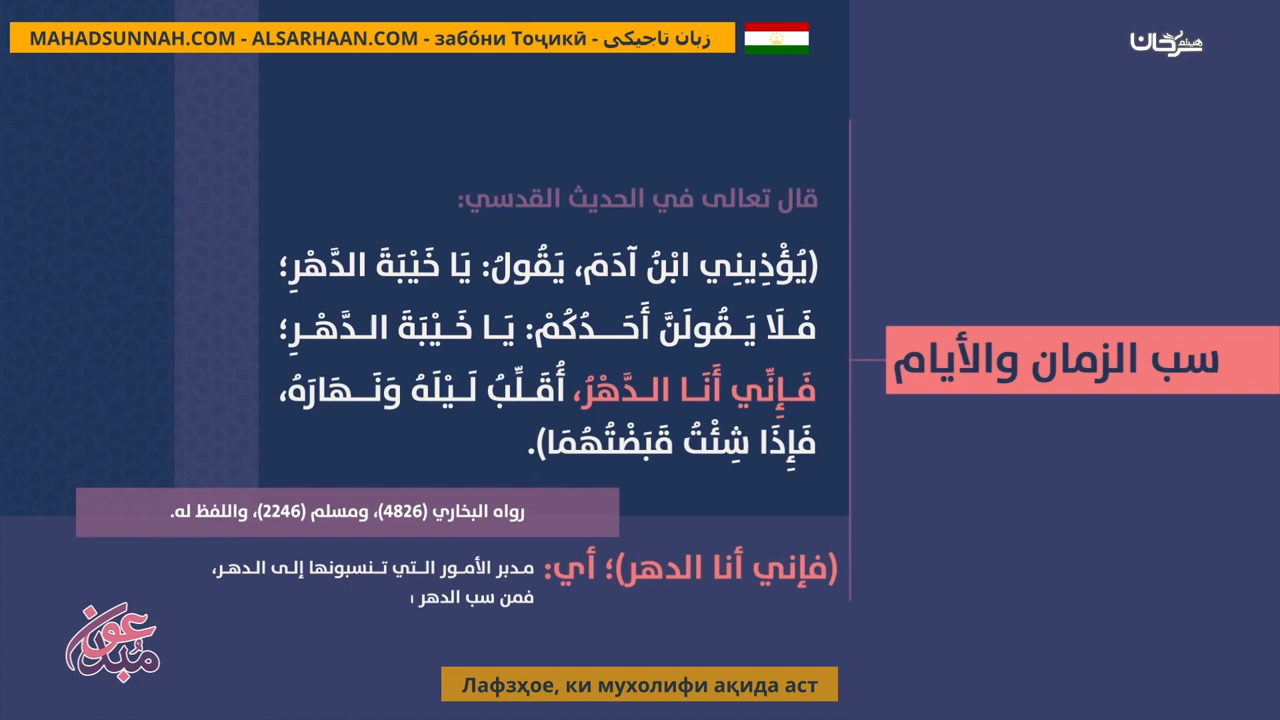 MAHADSUNNAH.COM - ALSARHAAN.COM - забо́ни Тоҷикӣ - زبان تاجیکی
سرحان
قال تعالى في الحديث القدسي:
(يُؤْذِينِي ابْنُ آدَمَ، يَقُولُ: يَا خَيْبَةَ الدَّهْرِ؛
فَلَا يَقُولَنَّ أَحَدُكُمْ: يَا خَيْبَةَ الدَّهْرِ؛
فَإِنِّي أَنَا الدَّهْرُ، أُقَلِّبُ لَيْلَهُ وَنَهَارَهُ،
فَإِذَا شِئْتُ قَبَضْتُهُمَا).
سب الزمان والأيام
رواه البخاري (4826)، ومسلم (2246)، واللفظ له.
(فإني أنا الدهر)؛ أي: مدبر الأمور التي تنسبونها إلى الدهر،
فمن سب الدهر
مبدعون
Лафзҳое, ки мухолифи ақида аст